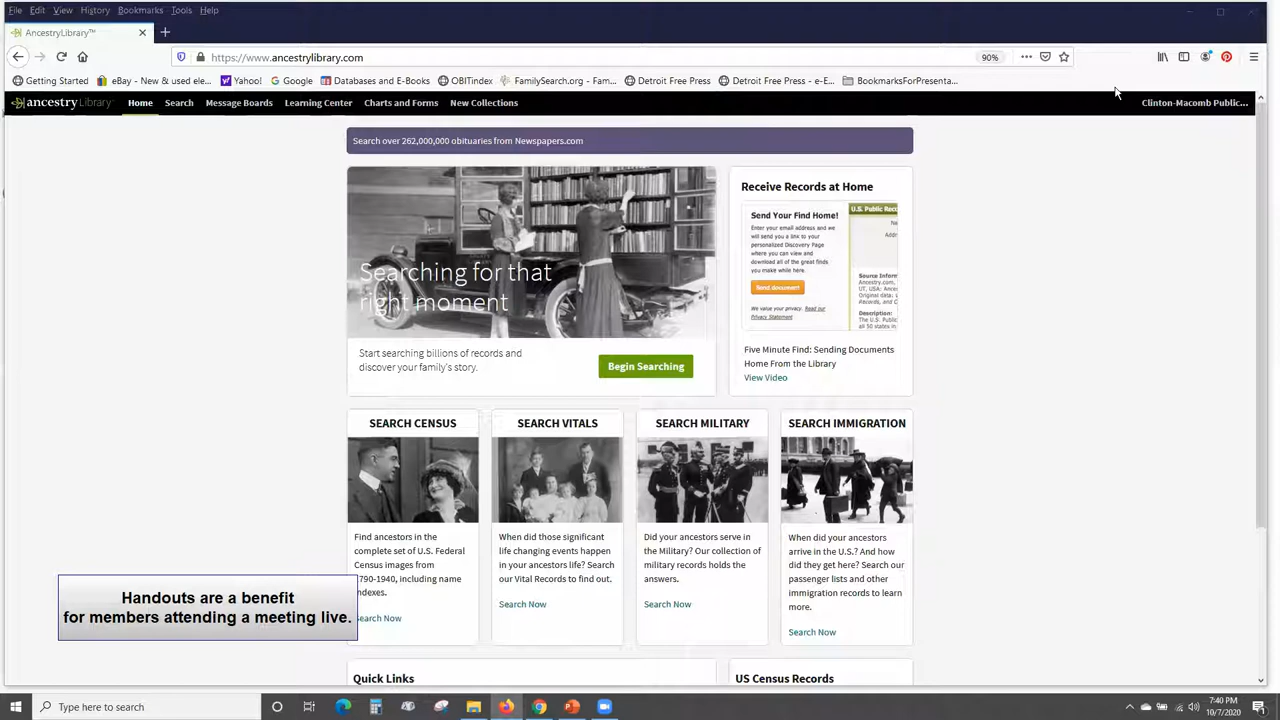 File Edit View History Bookmarks Tools Help
AncestryLibrary™
https://www.ancestrylibrary.com
90%
Getting Started eBay - New & used ele... Yahoo! Google Databases and E-Books OBITindex FamilySearch.org - Fam... Detroit Free Press Detroit Free Press - e-E... BookmarksForPresenta...
ancestryLibrary Home Search Message Boards Learning Center Charts and Forms New Collections Clinton-Macomb Public...
Search over 262,000,000 obituaries from Newspapers.com
Searching for that
right moment
Start searching billions of records and
discover your family's story.
Begin Searching
Receive Records at Home
Send Your Find Home!
Enter your email address and we
will send you a link to your
personalized Discovery Page
where you can view and
download all of the great finds
you make while here.
Send document
We value your privacy. Read our
Privacy Statement
U.S. Public Reco
Addr
Source Inform
Ancestry.com,
UT, USA: Ance
Original data:
Records, and C
Description:
The U.S. Publi
all 50 states in
Five Minute Find: Sending Documents
Home From the Library
View Video
SEARCH CENSUS
Find ancestors in the
complete set of U.S. Federal
Census images from
1790-1940, including name
indexes.
Search Now
SEARCH VITALS
When did those significant
life changing events happen
in your ancestors life? Search
our Vital Records to find out.
Search Now
SEARCH MILITARY
Did your ancestors serve in
the Military? Our collection
of military records holds the
answers.
Search Now
SEARCH IMMIGRATION
When did your ancestors
arrive in the U.S.? And how
did they get here? Search our
passenger lists and other
immigration records to learn
more.
Search Now
Handouts are a benefit
for members attending a meeting live.
Quick Links
US Census Records
Type here to search
7:40 PM
10/7/2020